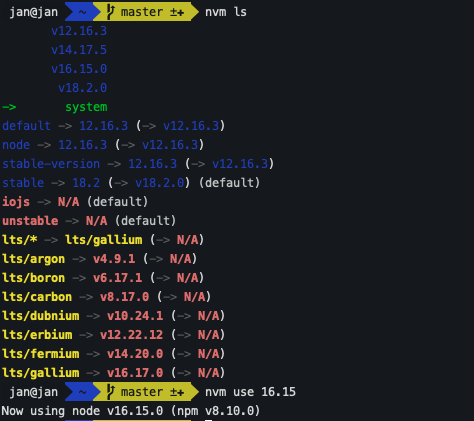 jan@jan ~ master ±✚ nvm ls
v12.16.3
v14.17.5
v16.15.0
v18.2.0
-> system
default -> 12.16.3 (-> v12.16.3)
node -> 12.16.3 (-> v12.16.3)
stable-version -> 12.16.3 (-> v12.16.3)
stable -> 18.2 (-> v18.2.0) (default)
iojs -> N/A (default)
unstable -> N/A (default)
lts/* -> lts/gallium (-> N/A)
lts/argon -> v4.9.1 (-> N/A)
lts/boron -> v6.17.1 (-> N/A)
lts/carbon -> v8.17.0 (-> N/A)
lts/dubnium -> v10.24.1 (-> N/A)
lts/erbium -> v12.22.12 (-> N/A)
lts/fermium -> v14.20.0 (-> N/A)
lts/gallium -> v16.17.0 (-> N/A)
jan@jan ~ master ±✚ nvm use 16.15
Now using node v16.15.0 (npm v8.10.0)